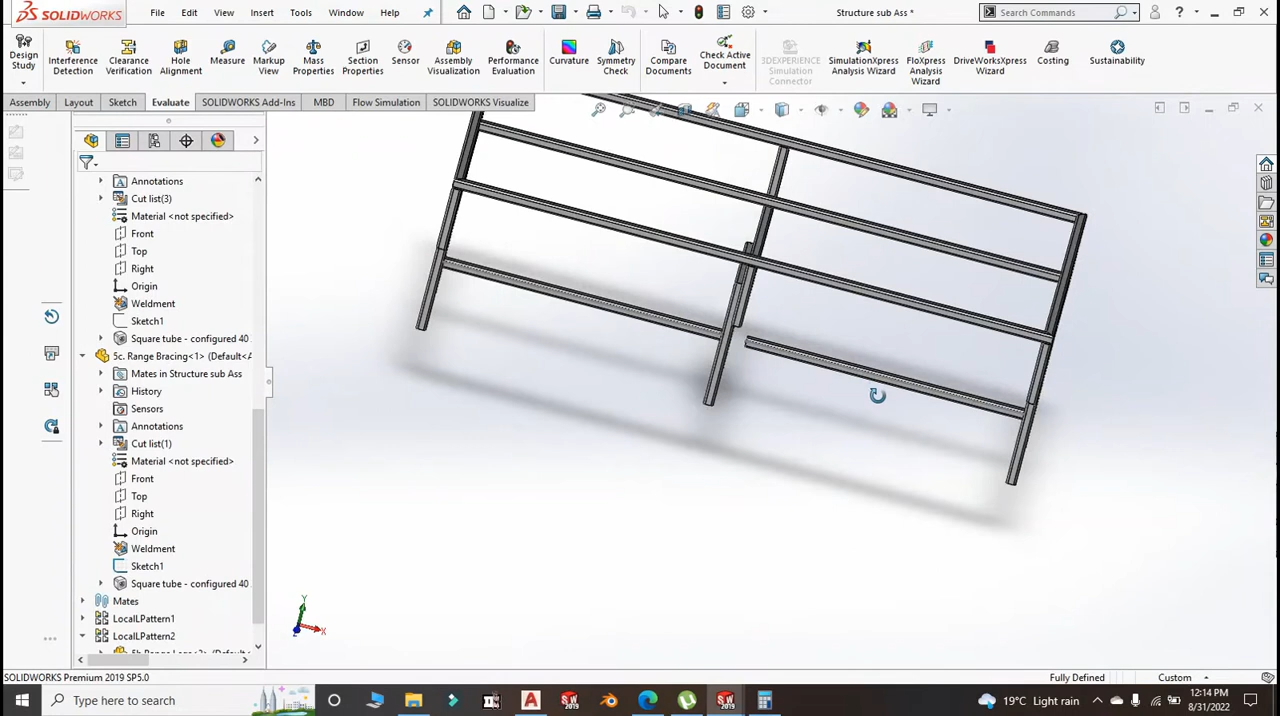 SOLIDWORKS File Edit View Insert Tools Window Help Structure sub Ass * Search Commands
Design Study
Interference Detection
Clearance Verification
Hole Alignment
Measure
Markup View
Mass Properties
Section Properties
Sensor
Assembly Visualization
Performance Evaluation
Curvature
Symmetry Check
Compare Documents
Check Active Document
3DEXPERIENCE Simulation Connector
SimulationXpress Analysis Wizard
FloXpress Analysis Wizard
DriveWorksXpress Wizard
Costing
Sustainability
Assembly Layout Sketch Evaluate SOLIDWORKS Add-Ins MBD Flow Simulation SOLIDWORKS Visualize
Annotations
Cut list(3)
Material <not specified>
Front
Top
Right
Origin
Weldment
Sketch1
Square tube - configured 40
5c. Range Bracing<1> (Default<A
Mates in Structure sub Ass
History
Sensors
Annotations
Cut list(1)
Material <not specified>
Front
Top
Right
Origin
Weldment
Sketch1
Square tube - configured 40
Mates
LocalLPattern1
LocalLPattern2
Y
X
SOLIDWORKS Premium 2019 SP5.0 Fully Defined Custom
Type here to search 19°C Light rain 12:14 PM
8/31/2022